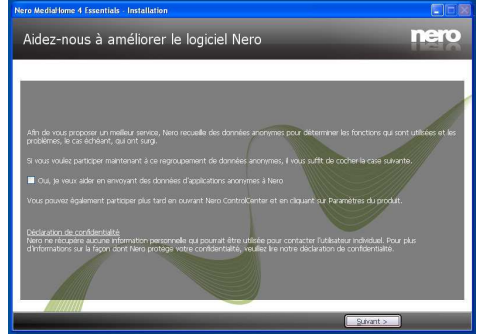 Nero MediaHome 4 Essentials - Installation
Aidez-nous à améliorer le logiciel Nero
nero
Afin de vous proposer un meilleur service, Nero recueille des données anonymes pour déterminer les fonctions qui sont utilisées et les
problèmes, le cas échéant, qui ont surgi.
Si vous voulez participer maintenant à ce regroupement de données anonymes, il vous suffit de cocher la case suivante.
Oui, je veux aider en envoyant des données d'applications anonymes à Nero
Vous pouvez également participer plus tard en ouvrant Nero ControlCenter et en cliquant sur Paramètres du produit.
Déclaration de confidentialité
Nero ne récupère aucune information personnelle qui pourrait être utilisée pour contacter l'utilisateur individuel. Pour plus
d'informations sur la façon dont Nero protège votre confidentialité, veuillez lire notre déclaration de confidentialité.
Suivant >